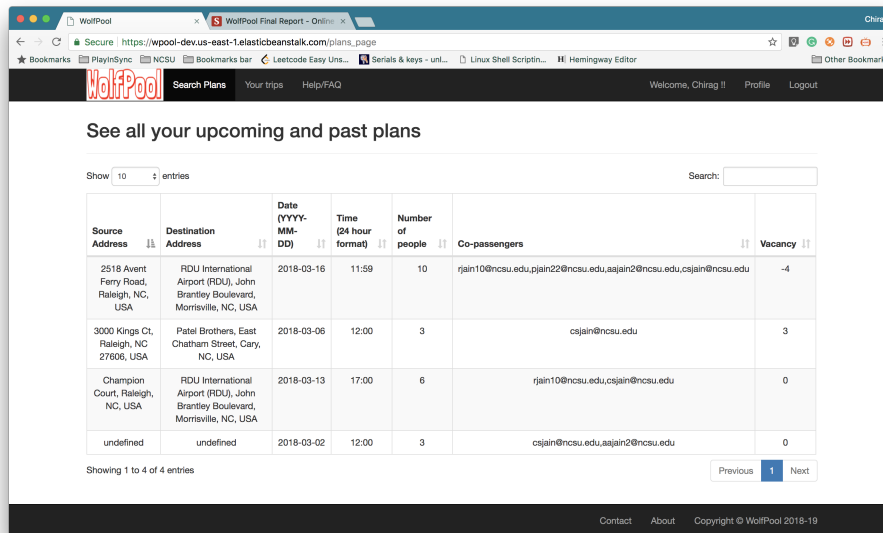 WolfPool
WolfPool Final Report - Online
Chira
Secure https://wpool-dev.us-east-1.elasticbeanstalk.com/plans_page
Bookmarks PlayInSync NCSU Bookmarks bar Leetcode Easy Uns... Serials & keys - unl... Linux Shell Scriptin... Hemingway Editor Other Bookmark
WolfPool Search Plans Your trips Help/FAQ Welcome, Chirag !! Profile Logout
See all your upcoming and past plans
Show 10 entries Search:
Source
Address
Destination
Address
Date
(YYYY-
MM-
DD)
Time
(24 hour
format)
Number
of
people
Co-passengers
Vacancy
2518 Avent
Ferry Road,
Raleigh, NC,
USA
RDU International
Airport (RDU), John
Brantley Boulevard,
Morrisville, NC, USA
2018-03-16
11:59
10
rjain10@ncsu.edu,pjain22@ncsu.edu,aajain2@ncsu.edu,csjain@ncsu.edu
-4
3000 Kings Ct,
Raleigh, NC
27606, USA
Patel Brothers, East
Chatham Street, Cary,
NC, USA
2018-03-06
12:00
3
csjain@ncsu.edu
3
Champion
Court, Raleigh,
NC, USA
RDU International
Airport (RDU), John
Brantley Boulevard,
Morrisville, NC, USA
2018-03-13
17:00
6
rjain10@ncsu.edu,csjain@ncsu.edu
0
undefined
undefined
2018-03-02
12:00
3
csjain@ncsu.edu,aajain2@ncsu.edu
0
Showing 1 to 4 of 4 entries
Previous 1 Next
Contact About Copyright © WolfPool 2018-19